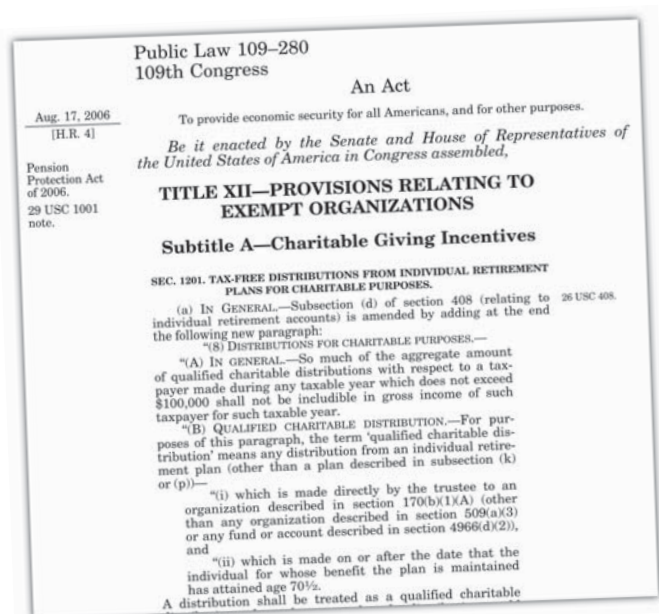 Public Law 109–280
109th Congress
An Act
Aug. 17, 2006
[H.R. 4]
To provide economic security for all Americans, and for other purposes.
Be it enacted by the Senate and House of Representatives of
the United States of America in Congress assembled,
Pension
Protection Act
of 2006.
29 USC 1001
note.
TITLE XII—PROVISIONS RELATING TO
EXEMPT ORGANIZATIONS
Subtitle A—Charitable Giving Incentives
SEC. 1201. TAX-FREE DISTRIBUTIONS FROM INDIVIDUAL RETIREMENT
PLANS FOR CHARITABLE PURPOSES.
(a) IN GENERAL.—Subsection (d) of section 408 (relating to
26 USC 408.
individual retirement accounts) is amended by adding at the end
the following new paragraph:
"(8) DISTRIBUTIONS FOR CHARITABLE PURPOSES.—
"(A) IN GENERAL.—So much of the aggregate amount
of qualified charitable distributions with respect to a tax-
payer made during any taxable year which does not exceed
$100,000 shall not be includible in gross income of such
taxpayer for such taxable year.
"(B) QUALIFIED CHARITABLE DISTRIBUTION.—For pur-
poses of this paragraph, the term 'qualified charitable dis-
tribution' means any distribution from an individual retire-
ment plan (other than a plan described in subsection (k)
or (p))—
"(i) which is made directly by the trustee to an
organization described in section 170(b)(1)(A) (other
than any organization described in section 509(a)(3)
or any fund or account described in section 4966(d)(2)),
and
"(ii) which is made on or after the date that the
individual for whose benefit the plan is maintained
has attained age 70½.
A distribution shall be treated as a qualified charitable